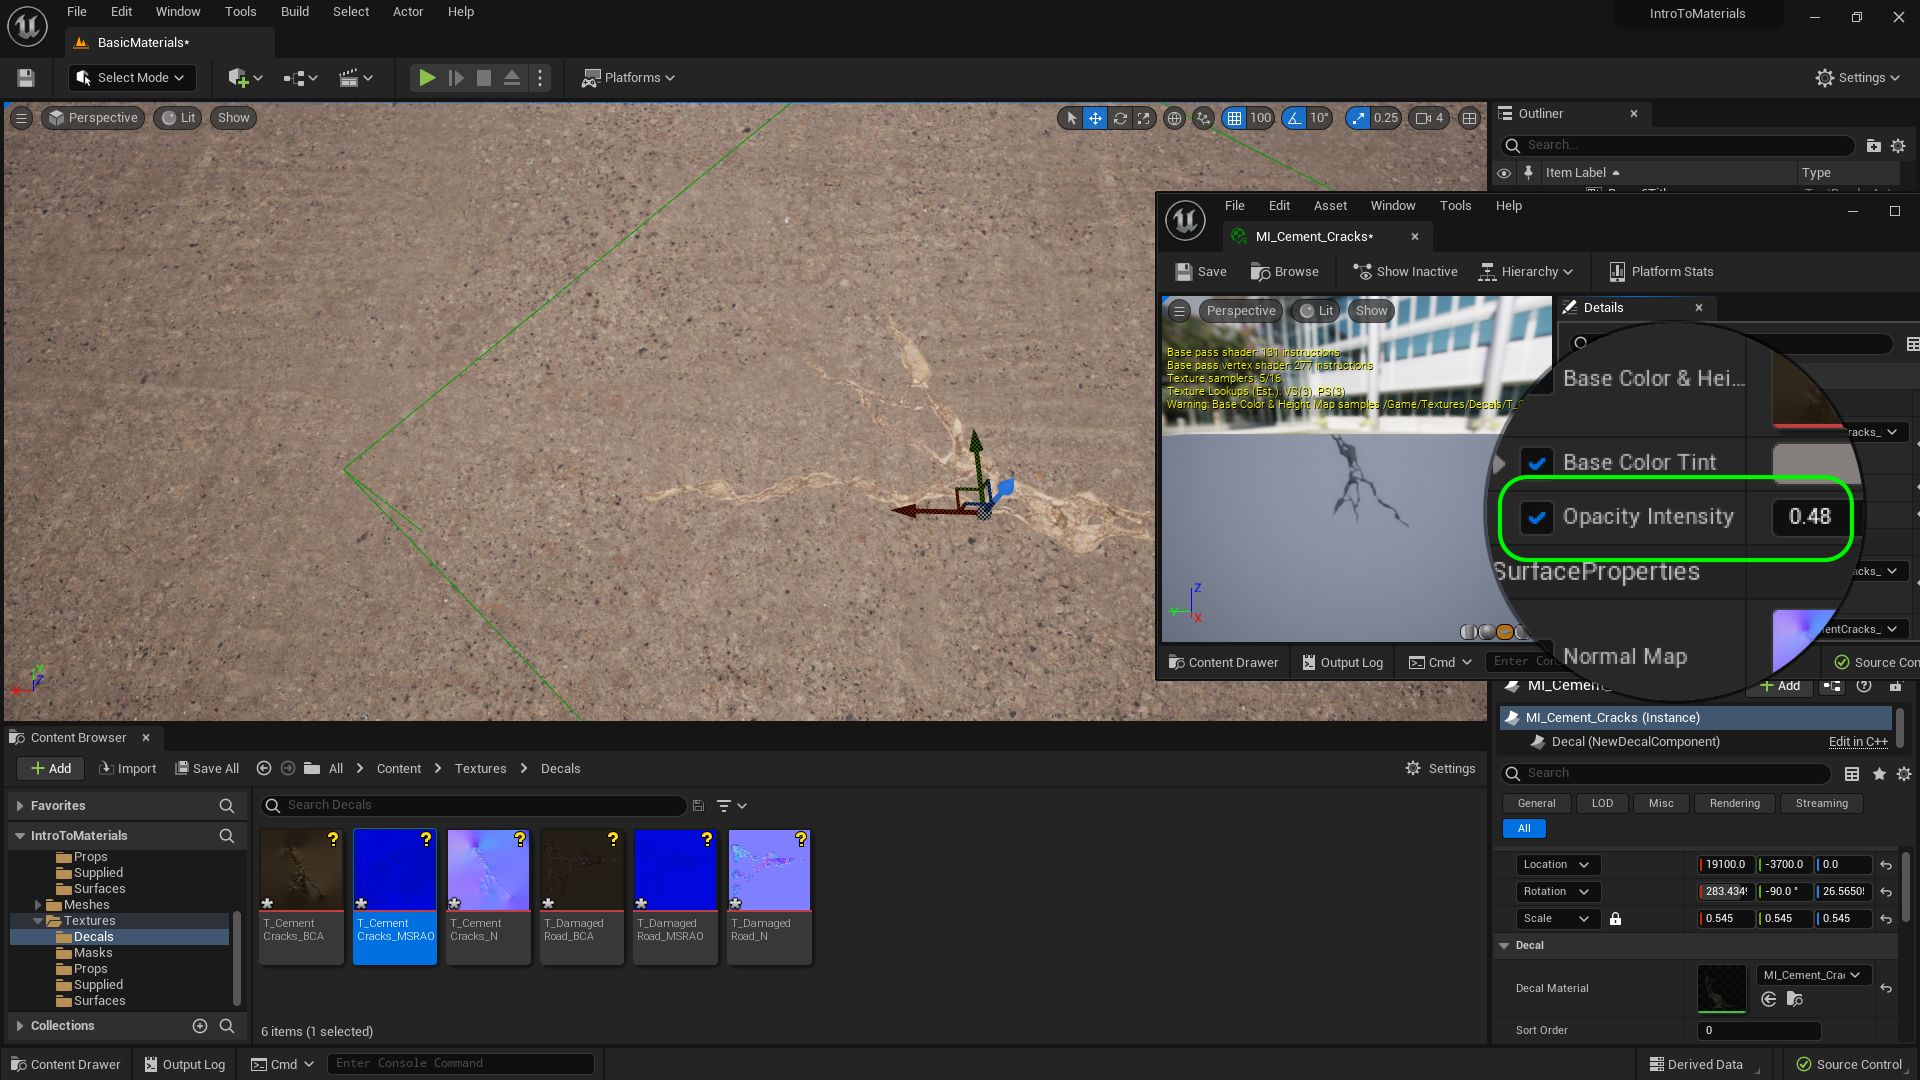 File Edit Window Tools Build Select Actor Help
IntroToMaterials
BasicMaterials*
Select Mode
Platforms
Settings
Perspective Lit Show
100 10° 0.25 4
Outliner
Search...
Item Label Type
File Edit Asset Window Tools Help
MI_Cement_Cracks*
Save Browse Show Inactive Hierarchy Platform Stats
Perspective Lit Show
Details
Base pass shader: 131 instructions
Base pass vertex shader: 277 instructions
Texture samplers: 5/16
Texture Lookups (Est.): VS(3), PS(3)
Warning: Base Color & Height Map samples /Game/Textures/Decals/T_C
Base Color & Hei...
Cracks_
Base Color Tint
Opacity Intensity 0.48
SurfaceProperties
cks_
Normal Map
mentCracks_
Z
Y
X
Content Drawer Output Log Cmd Enter Con Source Con
Y
Z
X
MI_Cement_
Add
MI_Cement_Cracks (Instance)
Decal (NewDecalComponent) Edit in C++
Search
General LOD Misc Rendering Streaming
All
Location 19100.0 -3700.0 0.0
Rotation 283.434° -90.0 ° 26.5650
Scale 0.545 0.545 0.545
Decal
Decal Material MI_Cement_Crac
Sort Order 0
Content Browser
Add Import Save All All Content Textures Decals Settings
Favorites
Search Decals
IntroToMaterials
Props
Supplied
Surfaces
Meshes
Textures
Decals
Masks
Props
Supplied
Surfaces
Collections
T_Cement
Cracks_BCA
T_Cement
Cracks_MSRAO
T_Cement
Cracks_N
T_Damaged
Road_BCA
T_Damaged
Road_MSRAO
T_Damaged
Road_N
6 items (1 selected)
Content Drawer Output Log Cmd Enter Console Command Derived Data Source Control